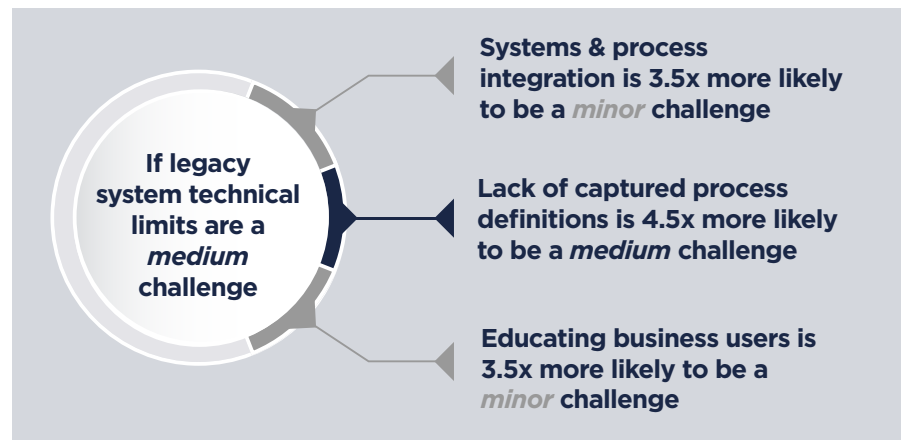 If legacy
system technical
limits are a
medium
challenge
Systems & process
integration is 3.5x more likely
to be a minor challenge
Lack of captured process
definitions is 4.5x more likely
to be a medium challenge
Educating business users is
3.5x more likely to be a
minor challenge